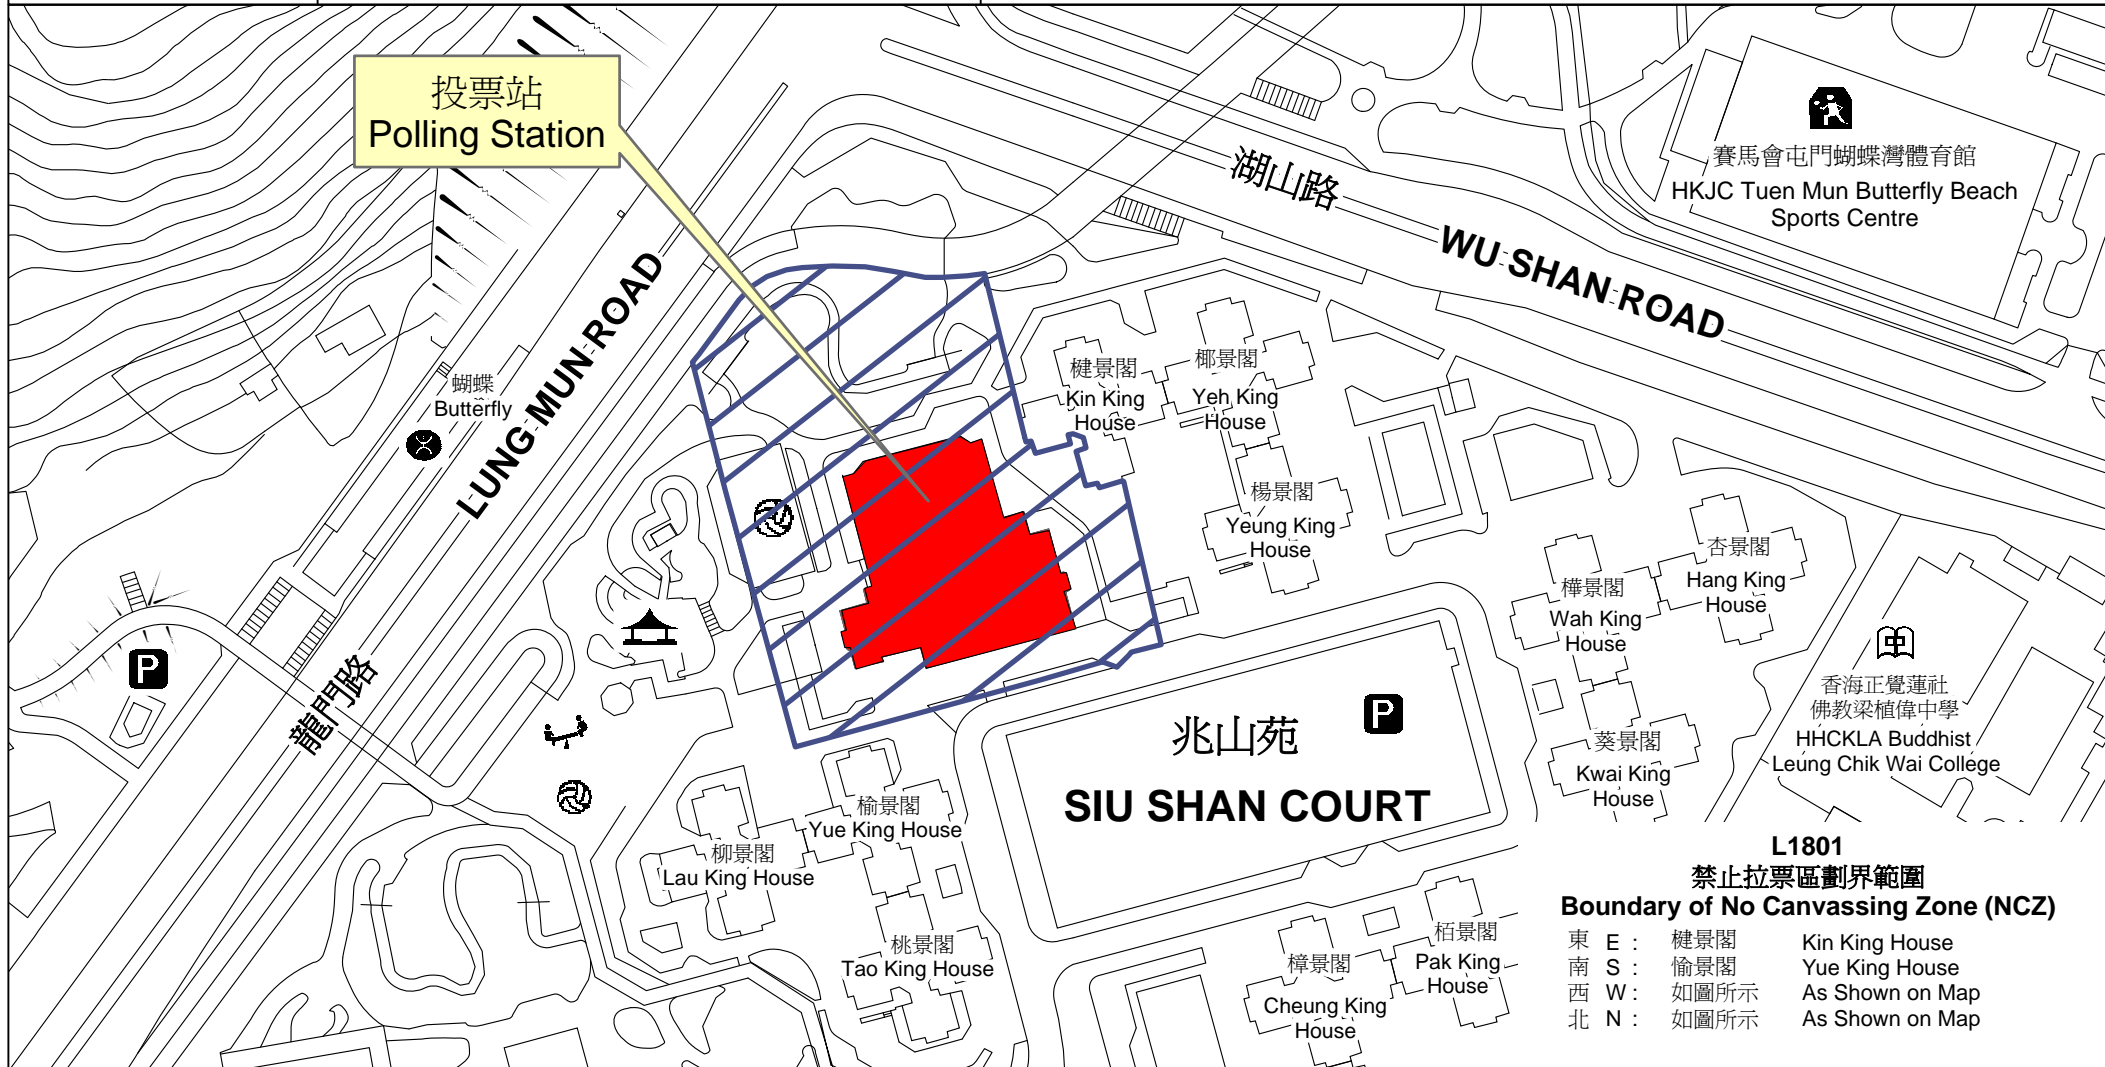 投票站
Polling Station
賽馬會屯門蝴蝶灣體育館
HKJC Tuen Mun Butterfly Beach
Sports Centre
湖山路
WU SHAN ROAD
蝴蝶
Butterfly
LUNG MUN ROAD
龍門路
P
楗景閣
Kin King
House
椰景閣
Yeh King
House
楊景閣
Yeung King
House
杏景閣
Hang King
House
樺景閣
Wah King
House
葵景閣
Kwai King
House
中
香海正覺蓮社
佛教梁植偉中學
HHCKLA Buddhist
Leung Chik Wai College
P
兆山苑
SIU SHAN COURT
榆景閣
Yue King House
柳景閣
Lau King House
桃景閣
Tao King House
樟景閣
Cheung King
House
栢景閣
Pak King
House
L1801
禁止拉票區劃界範圍
Boundary of No Canvassing Zone (NCZ)
東 E : 楗景閣 Kin King House
南 S : 愉景閣 Yue King House
西 W : 如圖所示 As Shown on Map
北 N : 如圖所示 As Shown on Map